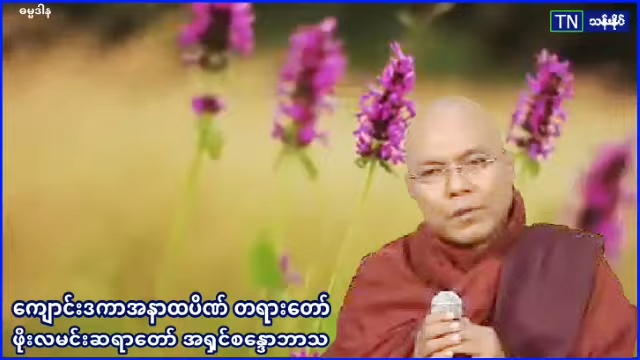 ဓမ္မဒါန
TN သန်းနိုင်
ကျောင်းဒကာအနာထပိဏ် တရားတော်
ဖိုးလမင်းဆရာတော် အရှင်စန္ဒောဘာသ